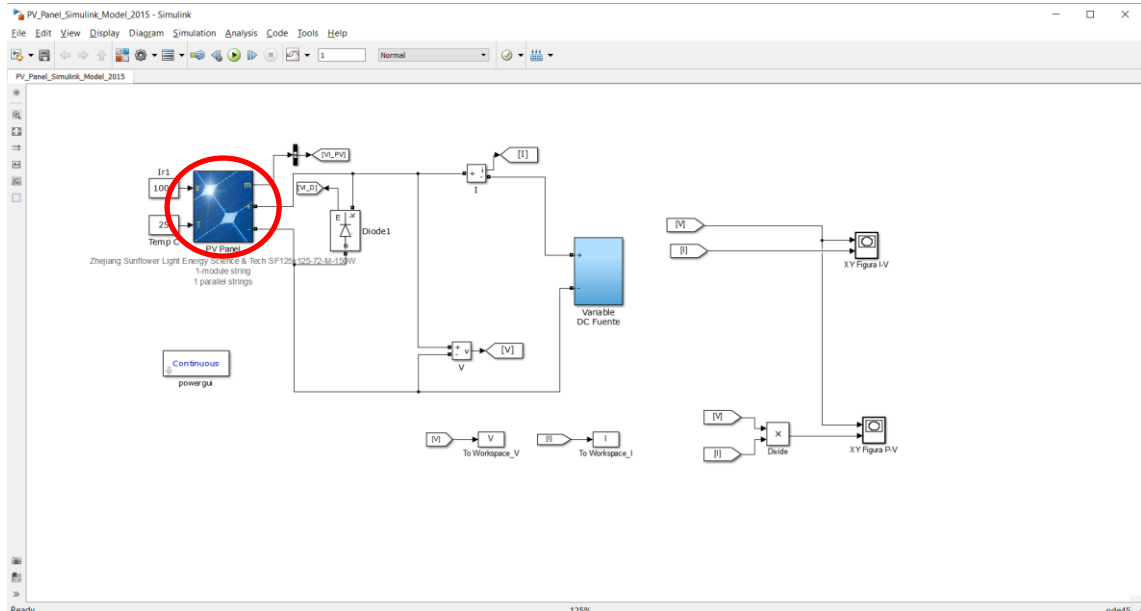 PV_Panel_Simulink_Model_2015 - Simulink
File Edit View Display Diagram Simulation Analysis Code Tools Help
1
Normal
PV_Panel_Simulink_Model_2015
[VI_PV]
[I]
Ir1
m
+ -
i
I
[VI_D]
+
T
25
-
E
Diode1
[V]
Temp C
PV Panel
[I]
XY Figura I-V
Zhejiang Sunflower Light Energy Science & Tech SF125x125-72-M-150W
1-module string
1 parallel strings
+
-
Variable
DC Fuente
+
-
v
[V]
V
Continuous
powergui
[V]
×
[V]
V
[I]
I
To Workspace_V
To Workspace_I
[I]
Divide
XY Figura P-V
Ready
125%
ode45